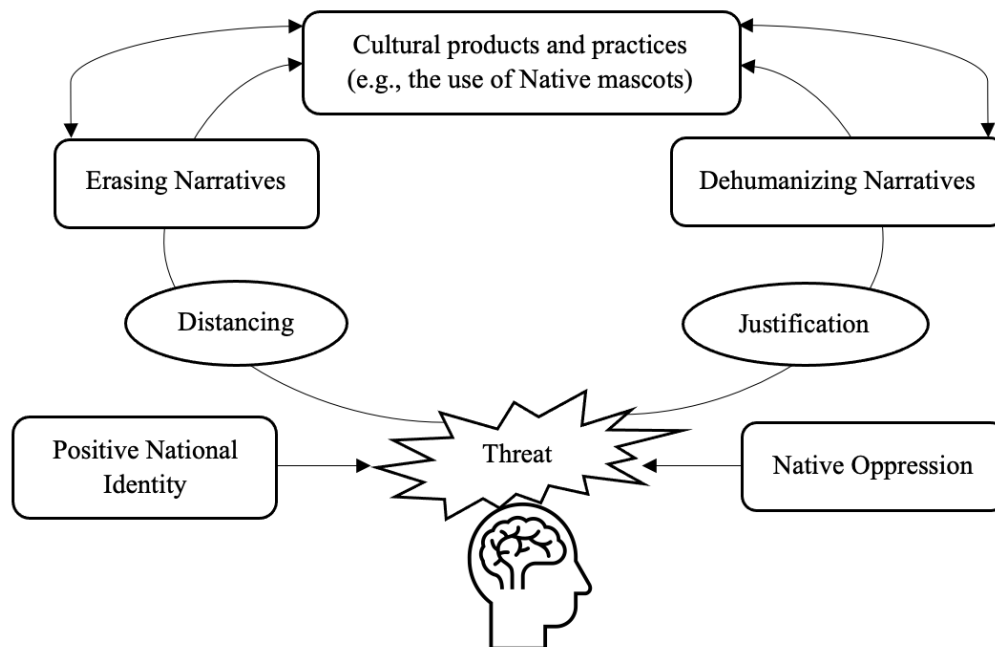 Cultural products and practices
(e.g., the use of Native mascots)
Erasing Narratives
Dehumanizing Narratives
Distancing
Justification
Positive National
Identity
Threat
Native Oppression